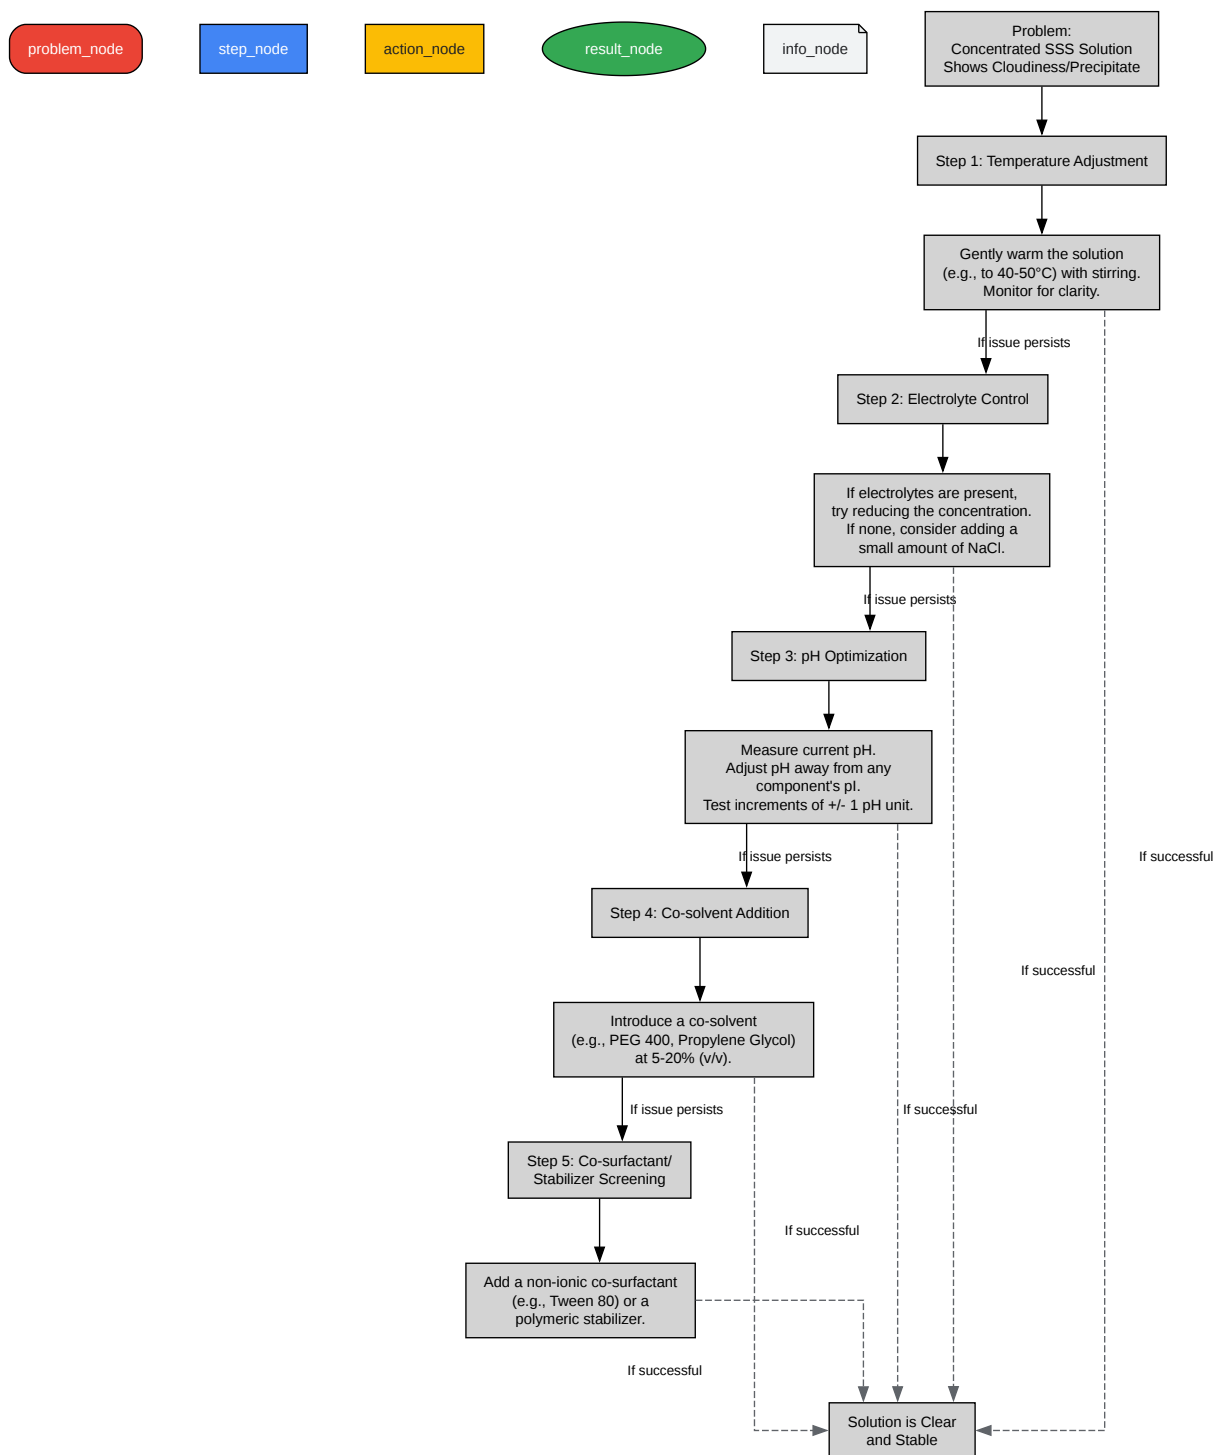 problem_node
step_node
action_node
result_node
info_node
Problem:
Concentrated SSS Solution
Shows Cloudiness/Precipitate
Step 1: Temperature Adjustment
Gently warm the solution
(e.g., to 40-50°C) with stirring.
Monitor for clarity.
If issue persists
Step 2: Electrolyte Control
If electrolytes are present,
try reducing the concentration.
If none, consider adding a
small amount of NaCl.
If issue persists
Step 3: pH Optimization
Measure current pH.
Adjust pH away from any
component's pI.
Test increments of +/- 1 pH unit.
If issue persists
If successful
Step 4: Co-solvent Addition
If successful
Introduce a co-solvent
(e.g., PEG 400, Propylene Glycol)
at 5-20% (v/v).
If issue persists
If successful
Step 5: Co-surfactant/
Stabilizer Screening
If successful
Add a non-ionic co-surfactant
(e.g., Tween 80) or a
polymeric stabilizer.
If successful
Solution is Clear
and Stable